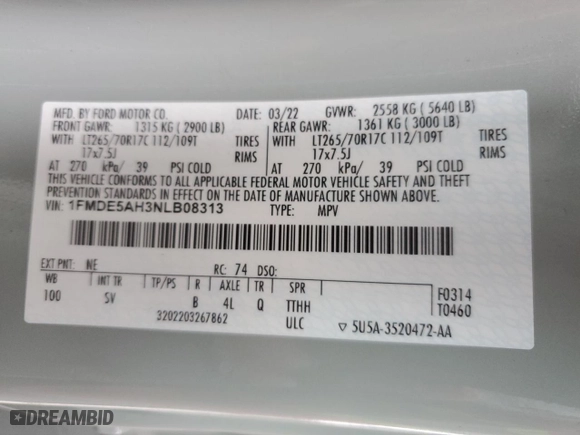 MFD. BY FORD MOTOR CO. 03/22 GVWR: 2558 KG ( 5640 LB)
FRONT GAWR: 1315 KG ( 2900 LB) REAR GAWR: 1361 KG ( 3000 LB)
WITH LT265/70R17C 112/109T TIRES LT265/70R17C 112/109T TIRES
17x7.5J RIMS 17x7.5J RIMS
AT 270 kPa/ 39 PSI COLD AT 270 kPa/ 39 PSI COLD
THIS VEHICLE CONFORMS TO ALL APPLICABLE FEDERAL MOTOR VEHICLE SAFETY AND THEFT
PREVENTION STANDARDS IN EFFECT ON THE DATE OF MANUFACTURE SHOWN ABOVE.
VIN: 1FMDE5AH3NLB08313 TYPE: MPV
EXT PNT: NE RC: 74 DSO:
WB INT TR TP/PS R AXLE TR SPR F0314
100 SV B 4L Q TTHH T0460
3202203267862 ULC ▽ 5U5A-3520472-AA
DREAMBID